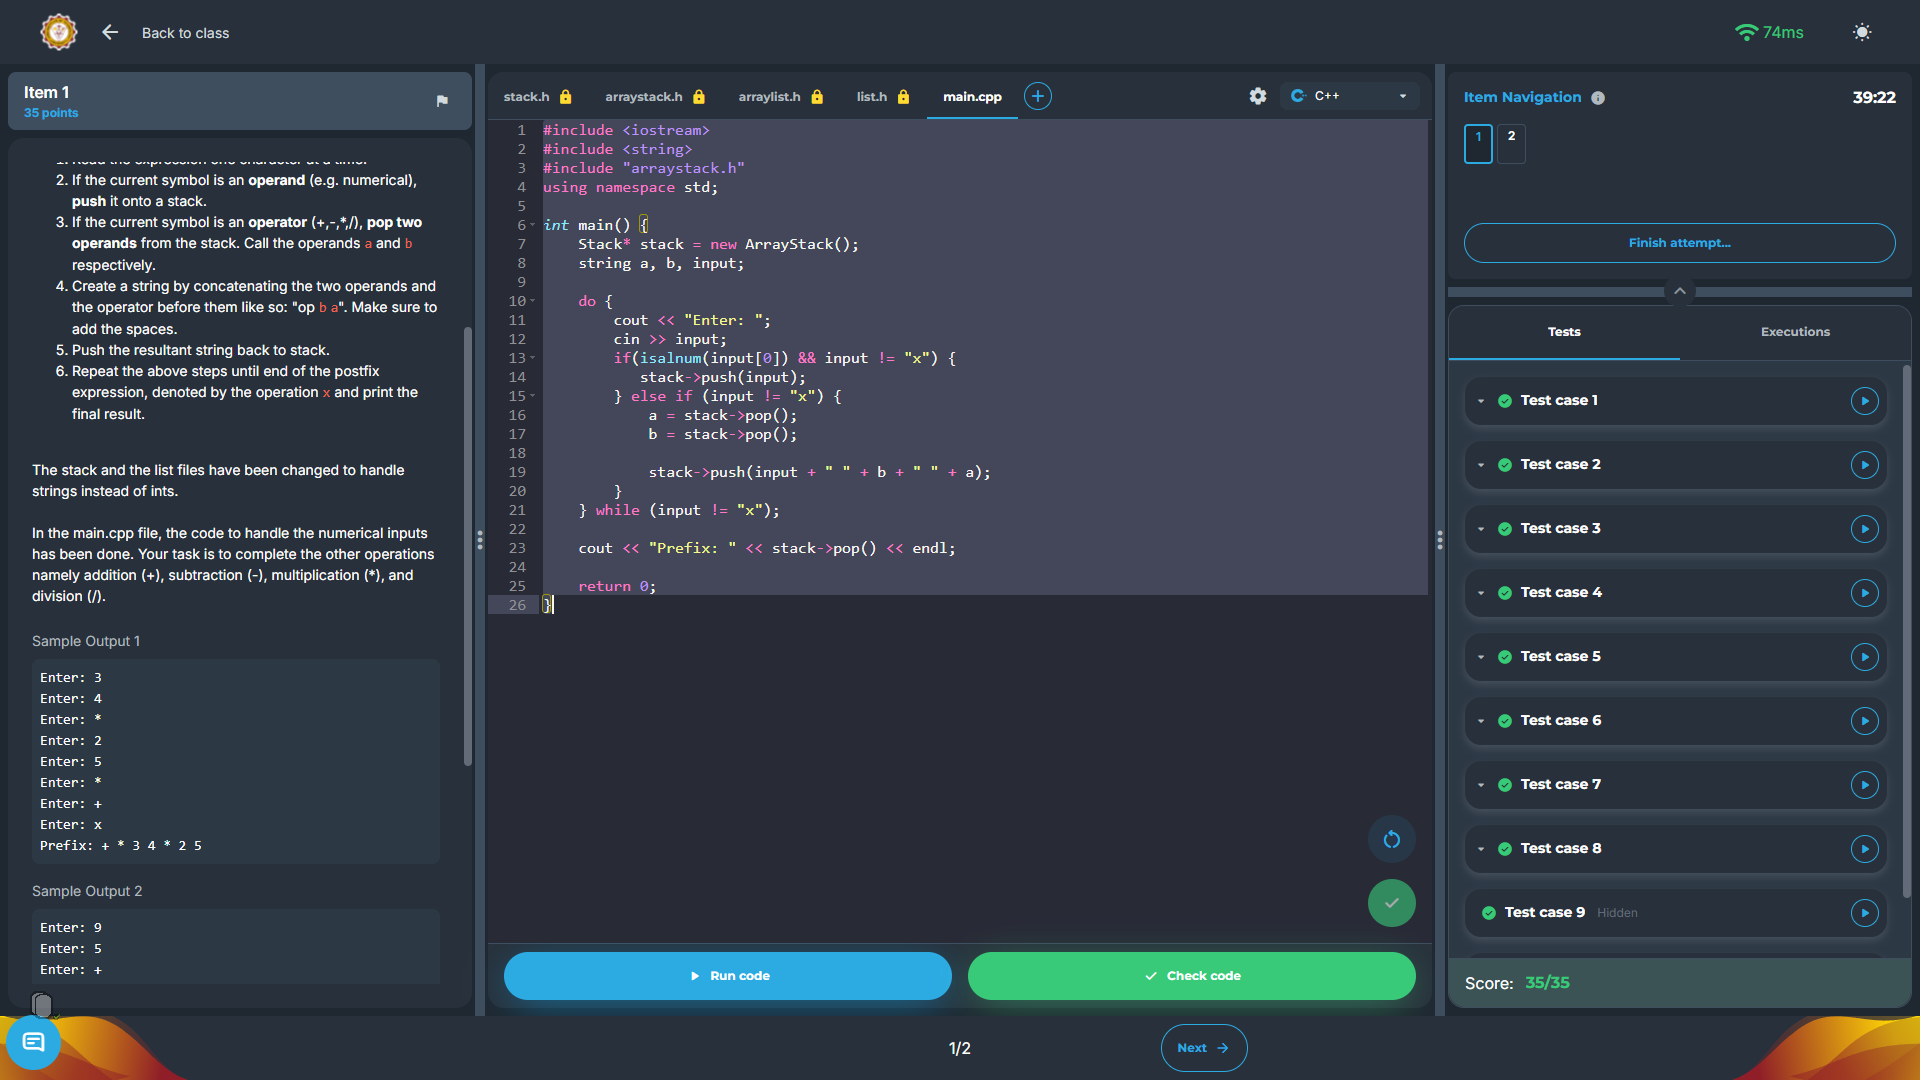 Back to class
74ms
Item 1
35 points
1. Read the expression one character at a time.
2. If the current symbol is an operand (e.g. numerical),
push it onto a stack.
3. If the current symbol is an operator (+,-,*,/), pop two
operands from the stack. Call the operands a and b
respectively.
4. Create a string by concatenating the two operands and
the operator before them like so: "op b a". Make sure to
add the spaces.
5. Push the resultant string back to stack.
6. Repeat the above steps until end of the postfix
expression, denoted by the operation x and print the
final result.
The stack and the list files have been changed to handle
strings instead of ints.
In the main.cpp file, the code to handle the numerical inputs
has been done. Your task is to complete the other operations
namely addition (+), subtraction (-), multiplication (*), and
division (/).
Sample Output 1
Enter: 3
Enter: 4
Enter: *
Enter: 2
Enter: 5
Enter: *
Enter: +
Enter: x
Prefix: + * 3 4 * 2 5
Sample Output 2
Enter: 9
Enter: 5
Enter: +
stack.h arraystack.h arraylist.h list.h main.cpp
C++
1 #include <iostream>
2 #include <string>
3 #include "arraystack.h"
4 using namespace std;
5
6 int main() {
7     Stack* stack = new ArrayStack();
8     string a, b, input;
9
10     do {
11         cout << "Enter: ";
12         cin >> input;
13         if(isalnum(input[0]) && input != "x") {
14            stack->push(input);
15         } else if (input != "x") {
16             a = stack->pop();
17             b = stack->pop();
18
19             stack->push(input + " " + b + " " + a);
20         }
21     } while (input != "x");
22
23     cout << "Prefix: " << stack->pop() << endl;
24
25     return 0;
26 }
Run code
Check code
Item Navigation
39:22
1 2
Finish attempt...
Tests Executions
Test case 1
Test case 2
Test case 3
Test case 4
Test case 5
Test case 6
Test case 7
Test case 8
Test case 9 Hidden
Score: 35/35
1/2
Next